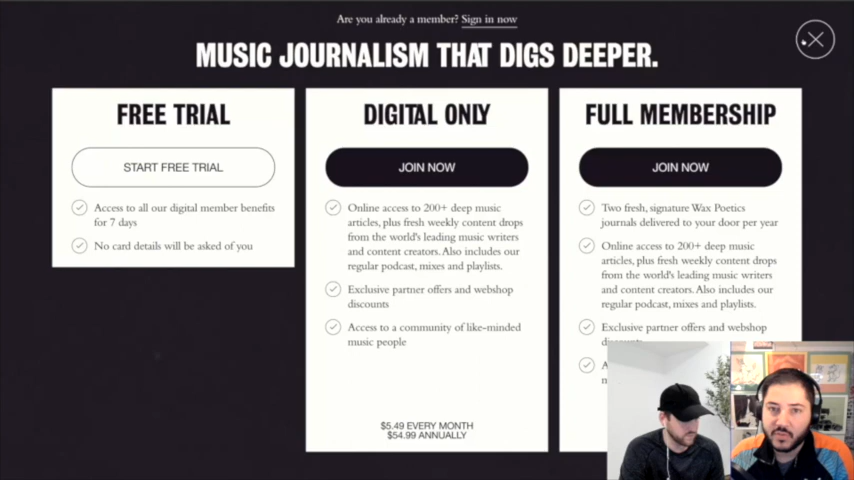 Are you already a member? Sign in now
MUSIC JOURNALISM THAT DIGS DEEPER.
FREE TRIAL
START FREE TRIAL
Access to all our digital member benefits
for 7 days
No card details will be asked of you
DIGITAL ONLY
JOIN NOW
Online access to 200+ deep music
articles, plus fresh weekly content drops
from the world's leading music writers
and content creators. Also includes our
regular podcast, mixes and playlists.
Exclusive partner offers and webshop
discounts
Access to a community of like-minded
music people
$5.49 EVERY MONTH
$54.99 ANNUALLY
FULL MEMBERSHIP
JOIN NOW
Two fresh, signature Wax Poetics
journals delivered to your door per year
Online access to 200+ deep music
articles, plus fresh weekly content drops
from the world's leading music writers
and content creators. Also includes our
regular podcast, mixes and playlists.
Exclusive partner offers and webshop